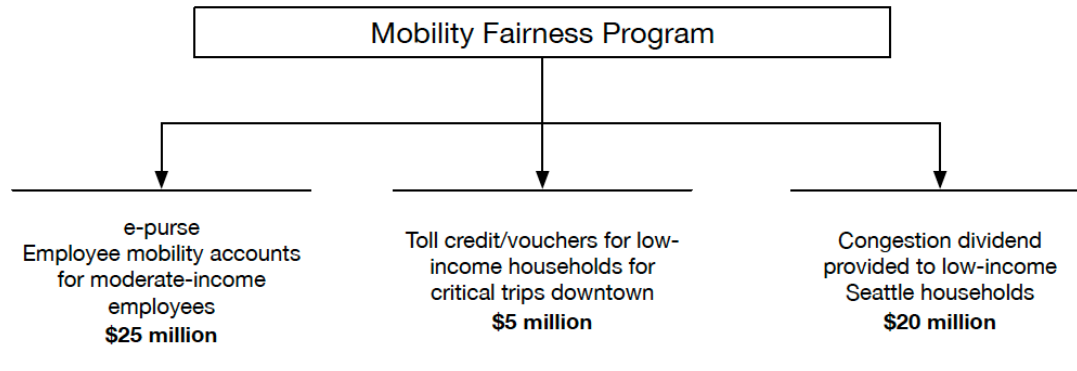 Mobility Fairness Program
e-purse
Employee mobility accounts
for moderate-income
employees
$25 million
Toll credit/vouchers for low-
income households for
critical trips downtown
$5 million
Congestion dividend
provided to low-income
Seattle households
$20 million